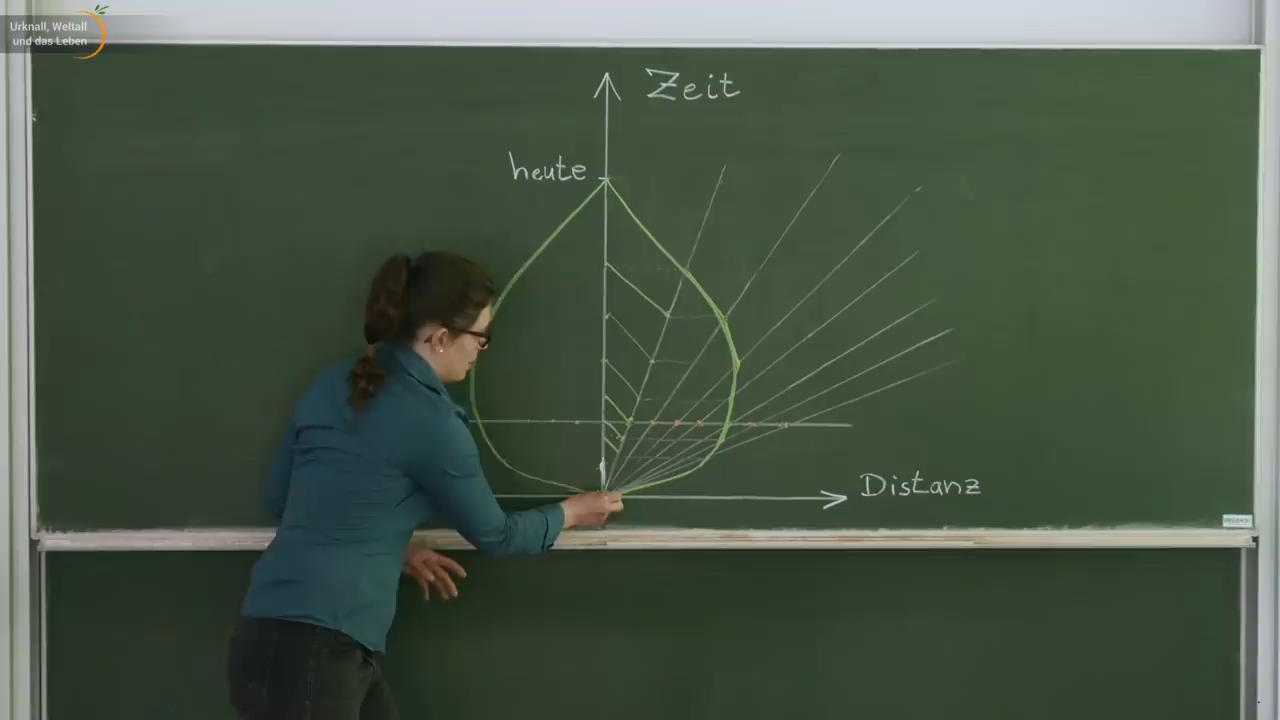 Urknall, Weltall
und das Leben
Zeit
heute
Distanz